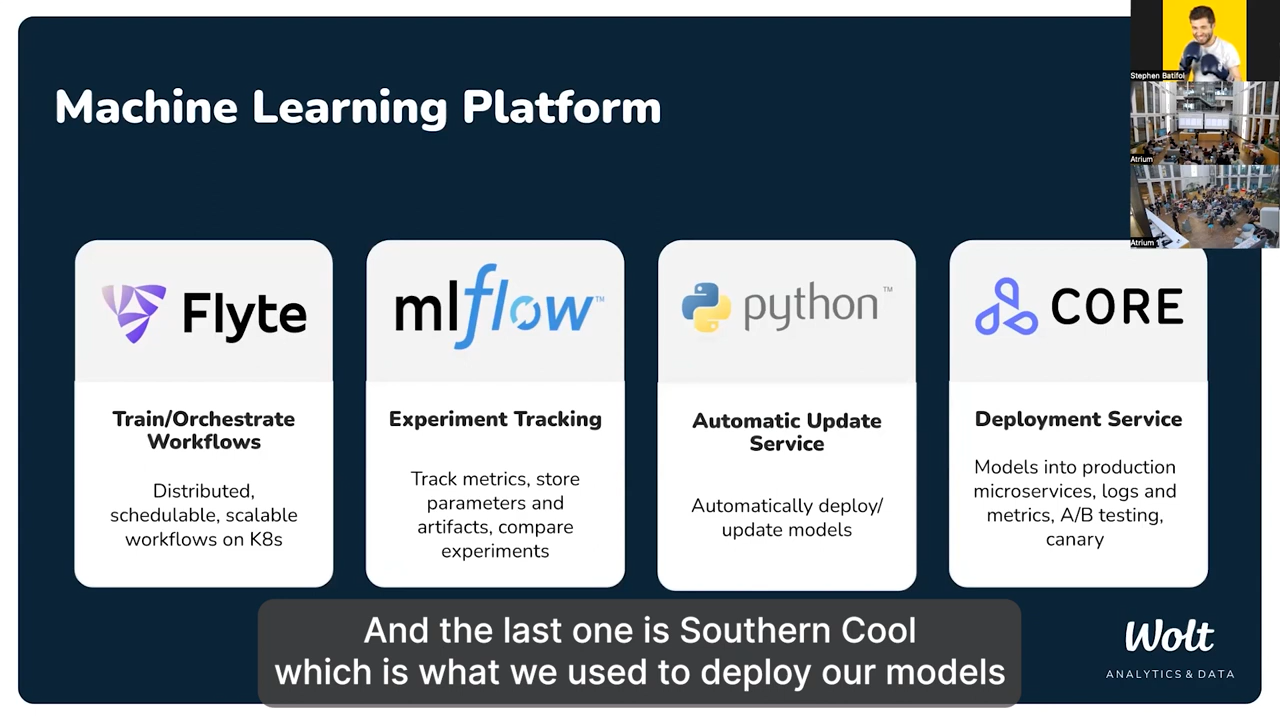 Machine Learning Platform
Stephen Batifol
Atrium
Atrium 1
Flyte
mlflow™
python™
CORE
Train/Orchestrate
Workflows
Distributed,
schedulable, scalable
workflows on K8s
Experiment Tracking
Track metrics, store
parameters and
artifacts, compare
experiments
Automatic Update
Service
Automatically deploy/
update models
Deployment Service
Models into production
microservices, logs and
metrics, A/B testing,
canary
And the last one is Southern Cool
which is what we used to deploy our models
Wolt
ANALYTICS & DATA